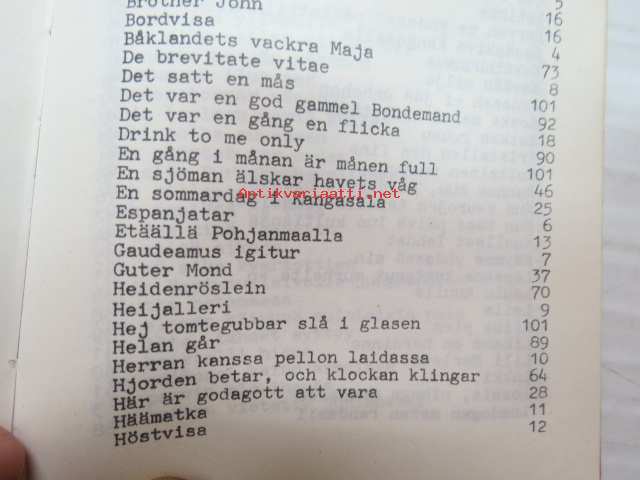 5
16
Brother John 16
Bordvisa 4
Båklandets vackra Maja 73
De brevitate vitae 8
Det satt en mås 101
Det var en god gammel Bondemand 92
Det var en gång en flicka 18
Drink to me only 90
En gång i månan är månen full 101
En sjöman älskar havets våg 46
En sommardag i Kangasala 25
Antikvariaatti.net
Espanjatar 6
Etäällä Pohjanmaalla 13
Gaudeamus igitur 7
Guter Mond 37
Heidenröslein 70
Heijalleri 9
Hej tomtegubbar slå i glasen 101
Helan går 89
Herran kanssa pellon laidassa 10
Hjorden betar, och klockan klingar 64
Här är godagott att vara 28
Häämatka 11
Höstvisa 12